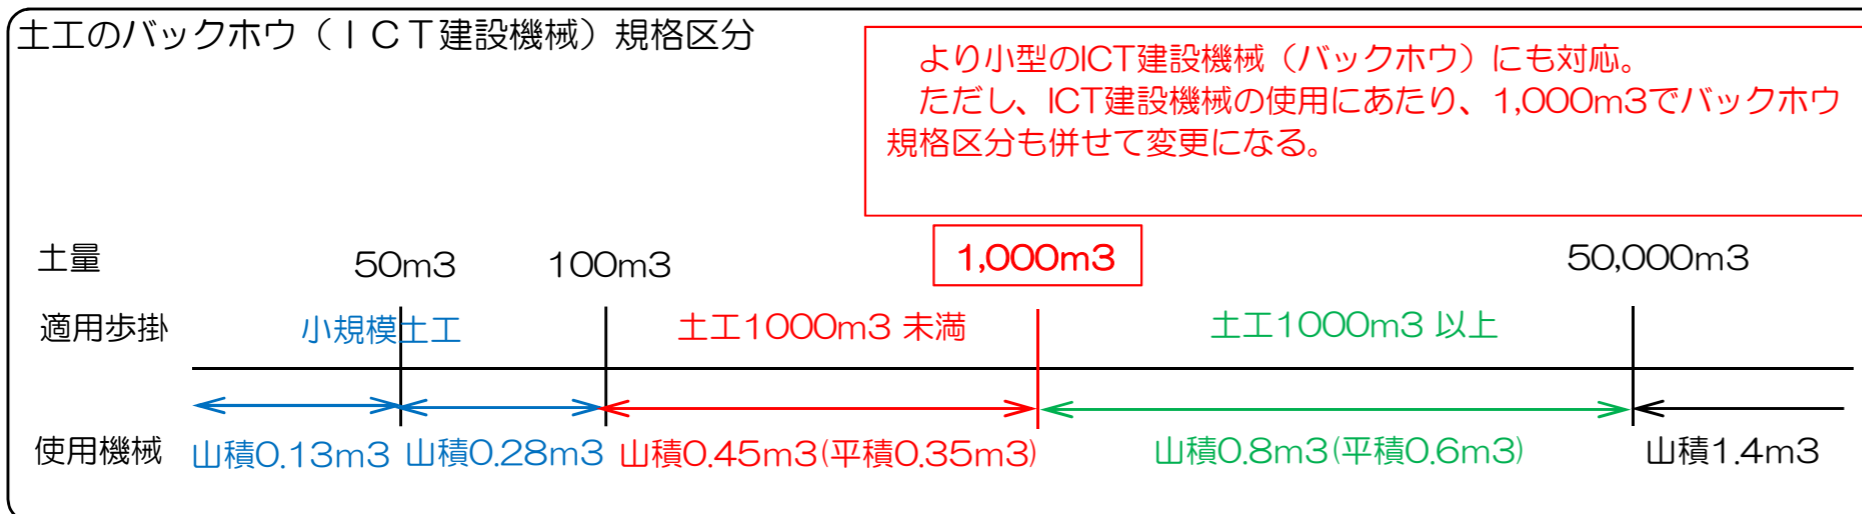 土工のバックホウ（ＩＣＴ建設機械）規格区分
より小型のICT建設機械（バックホウ）にも対応。
ただし、ICT建設機械の使用にあたり、1,000m3でバックホウ
規格区分も併せて変更になる。
土量 50m3 100m3 1,000m3 50,000m3
適用歩掛 小規模土工 土工1000m3 未満 土工1000m3 以上
使用機械 山積0.13m3 山積0.28m3 山積0.45m3(平積0.35m3) 山積0.8m3(平積0.6m3) 山積1.4m3